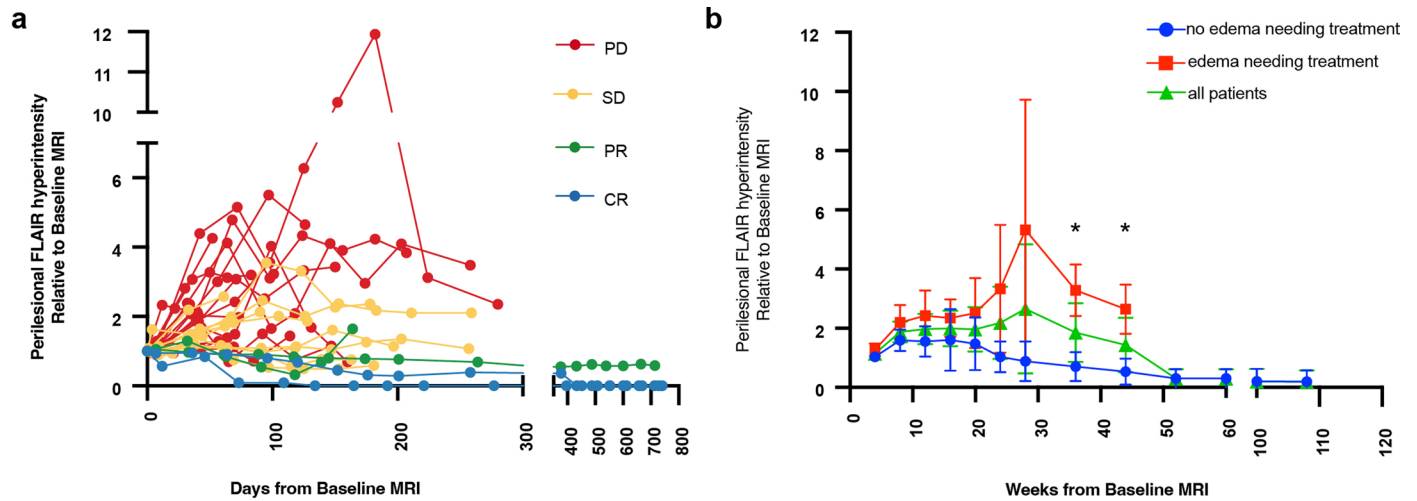 a
Perilesional FLAIR hyperintensity
Relative to Baseline MRI
12
11
10
6
4
2
0
0
100
200
300
400
500
600
700
800
Days from Baseline MRI
PD
SD
PR
CR
b
Perilesional FLAIR hyperintensity
Relative to Baseline MRI
12
10
8
6
4
2
0
0
10
20
30
40
50
60
100
110
120
Weeks from Baseline MRI
no edema needing treatment
edema needing treatment
all patients
*
*